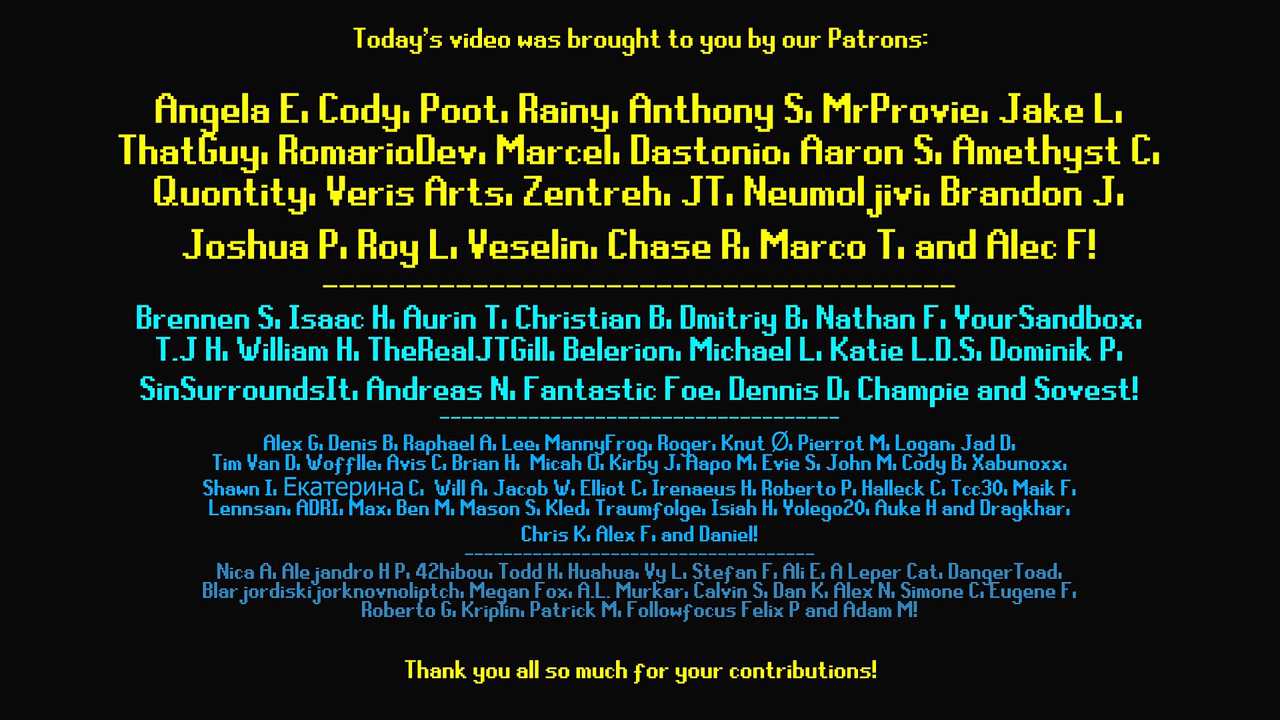 Today's video was brought to you by our Patrons:
Angela E, Cody, Poot, Rainy, Anthony S, MrProvie, Jake L,
ThatGuy, RomarioDev, Marcel, Dastonio, Aaron S, Amethyst C,
Quontity, Veris Arts, Zentreh, JT, Neumoljivi, Brandon J,
Joshua P, Roy L, Veselin, Chase R, Marco T, and Alec F!
--------------------------------------
Brennen S, Isaac H, Aurin T, Christian B, Dmitriy B, Nathan F, YourSandbox,
T.J H, William H, TheRealJTGill, Belerion, Michael L, Katie L.D.S, Dominik P,
SinSurroundsIt, Andreas N, Fantastic Foe, Dennis D, Champie and Sovest!
------------------------------------
Alex G, Denis B, Raphael A, Lee, MannyFrog, Roger, Knut Ø, Pierrot M, Logan, Jad D,
Tim Van D, Wofflle, Avis C, Brian H,  Micah O, Kirby J, Aapo M, Evie S, John M, Cody B, Xabunoxx,
Shawn I, Екатерина C,  Will A, Jacob W, Elliot C, Irenaeus H, Roberto P, Halleck C, Tcc30, Maik F,
Lennsan, ADRI, Max, Ben M, Mason S, Kled, Traumfolge, Isiah H, Yolego20, Auke H and Dragkhar,
Chris K, Alex F, and Daniel!
-----------------------------------
Nica A, Alejandro H P, 42hibou, Todd H, Huahua, Vy L, Stefan F, Ali E, A Leper Cat, DangerToad,
Blarjordiskijorknovnoliptch, Megan Fox, A.L. Murkar, Calvin S, Dan K, Alex N, Simone C, Eugene F,
Roberto G, Kriplin, Patrick M, Followfocus Felix P and Adam M!
Thank you all so much for your contributions!